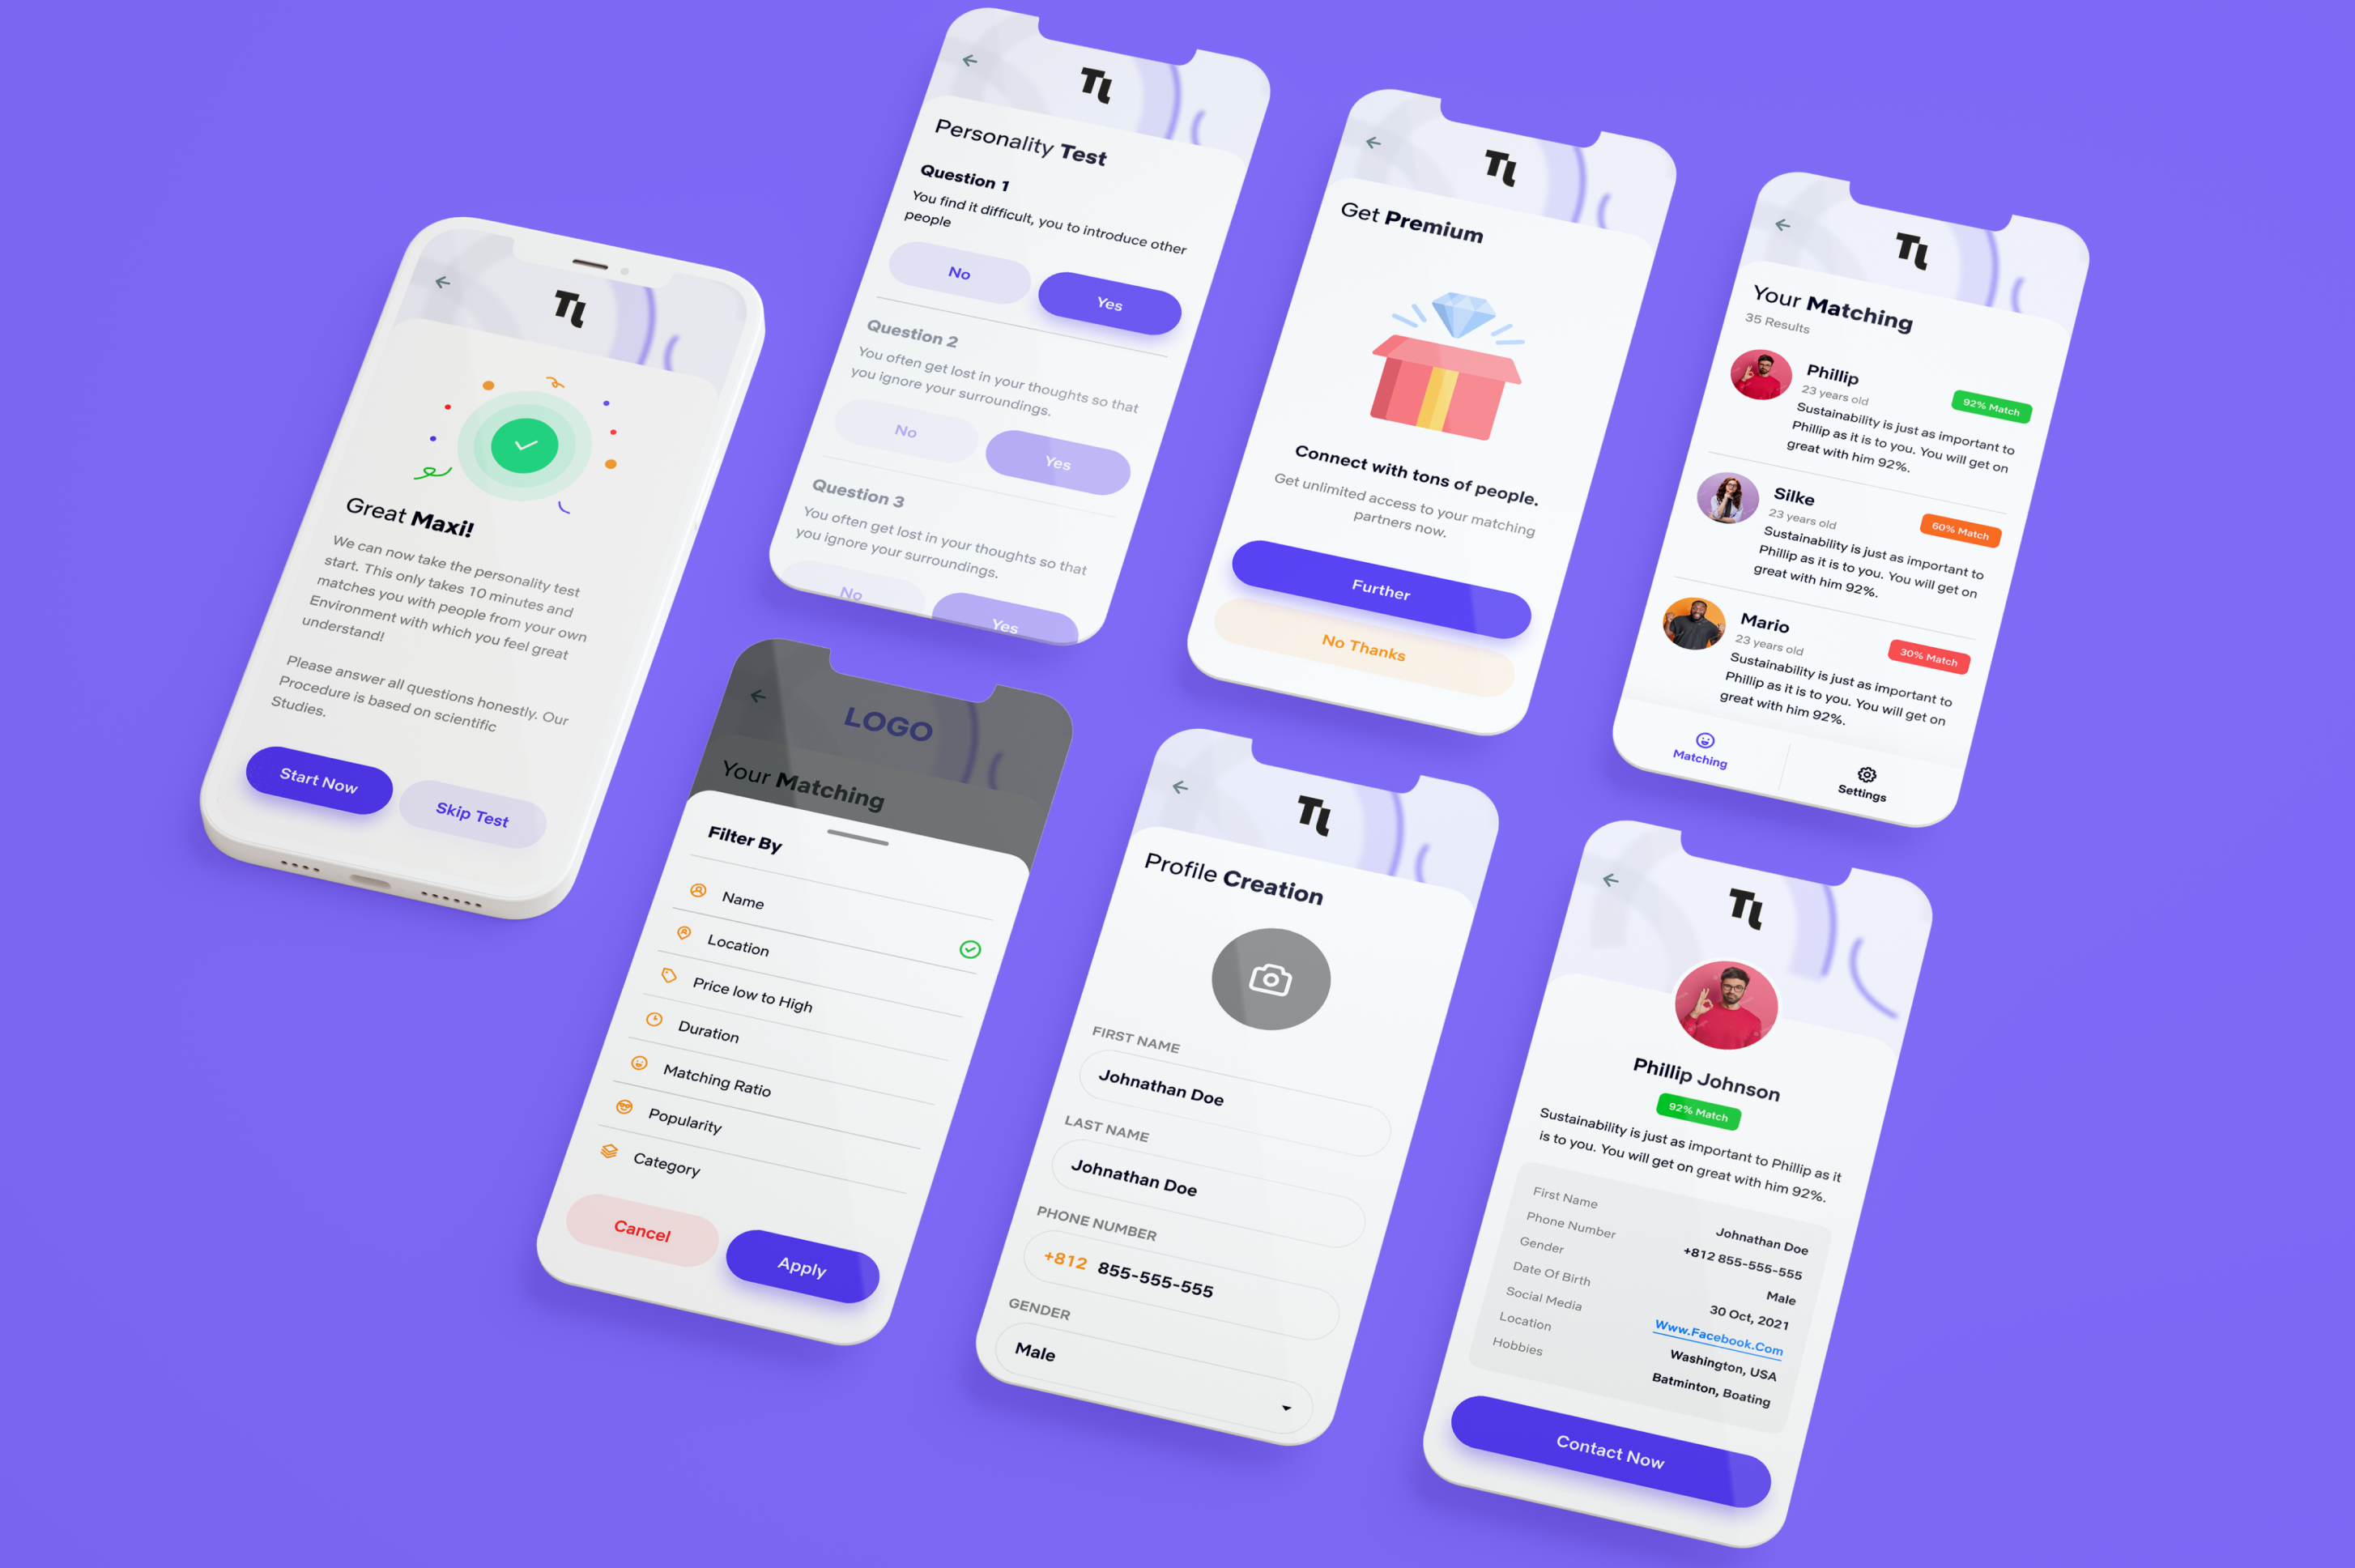 TL
Great Maxi!
We can now take the personality test
start. This only takes 10 minutes and
matches you with people from your own
Environment with which you feel great
understand!
Please answer all questions honestly. Our
Procedure is based on scientific
Studies.
Start Now
Skip Test
TL
Personality Test
Question 1
You find it difficult, you to introduce other
people
No
Yes
Question 2
You often get lost in your thoughts so that
you ignore your surroundings.
No
Yes
Question 3
You often get lost in your thoughts so that
you ignore your surroundings.
No
Yes
TL
Get Premium
Connect with tons of people.
Get unlimited access to your matching
partners now.
Further
No Thanks
TL
Your Matching
35 Results
Phillip
23 years old
92% Match
Sustainability is just as important to
Phillip as it is to you. You will get on
great with him 92%.
Silke
23 years old
60% Match
Sustainability is just as important to
Phillip as it is to you. You will get on
great with him 92%.
Mario
23 years old
30% Match
Sustainability is just as important to
Phillip as it is to you. You will get on
great with him 92%.
Matching
Settings
LOGO
Your Matching
Filter By
Name
Location
Price low to High
Duration
Matching Ratio
Popularity
Category
Cancel
Apply
TL
Profile Creation
FIRST NAME
Johnathan Doe
LAST NAME
Johnathan Doe
PHONE NUMBER
+812 855-555-555
GENDER
Male
TL
Phillip Johnson
92% Match
Sustainability is just as important to Phillip as it
is to you. You will get on great with him 92%.
First Name Johnathan Doe
Phone Number +812 855-555-555
Gender Male
Date Of Birth 30 Oct, 2021
Social Media Www.Facebook.Com
Location Washington, USA
Hobbies Batminton, Boating
Contact Now